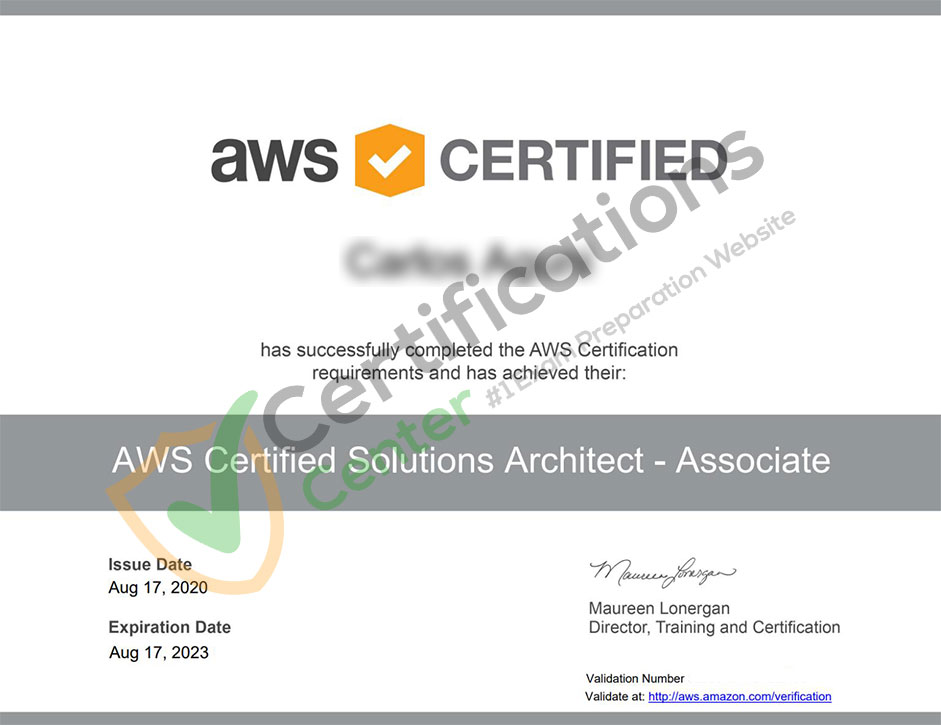 aws CERTIFIED
Carlos
has successfully completed the AWS Certification
requirements and has achieved their:
AWS Certified Solutions Architect - Associate
Certifications
Center #1 Exam Preparation Website
Issue Date
Aug 17, 2020
Expiration Date
Aug 17, 2023
Maureen Lonergan
Maureen Lonergan
Director, Training and Certification
Validation Number
Validate at: http://aws.amazon.com/verification